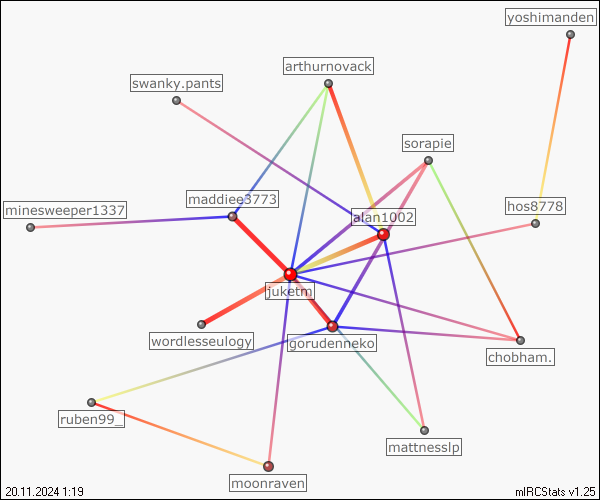 yoshimanden
arthurnovack
swanky.pants
sorapie
maddiee3773
minesweeper1337
hos8778
alan1002
juketm
wordlesseulogy
gorudenneko
chobham.
ruben99_
mattnesslp
moonraven
20.11.2024 1:19
mIRCStats v1.25